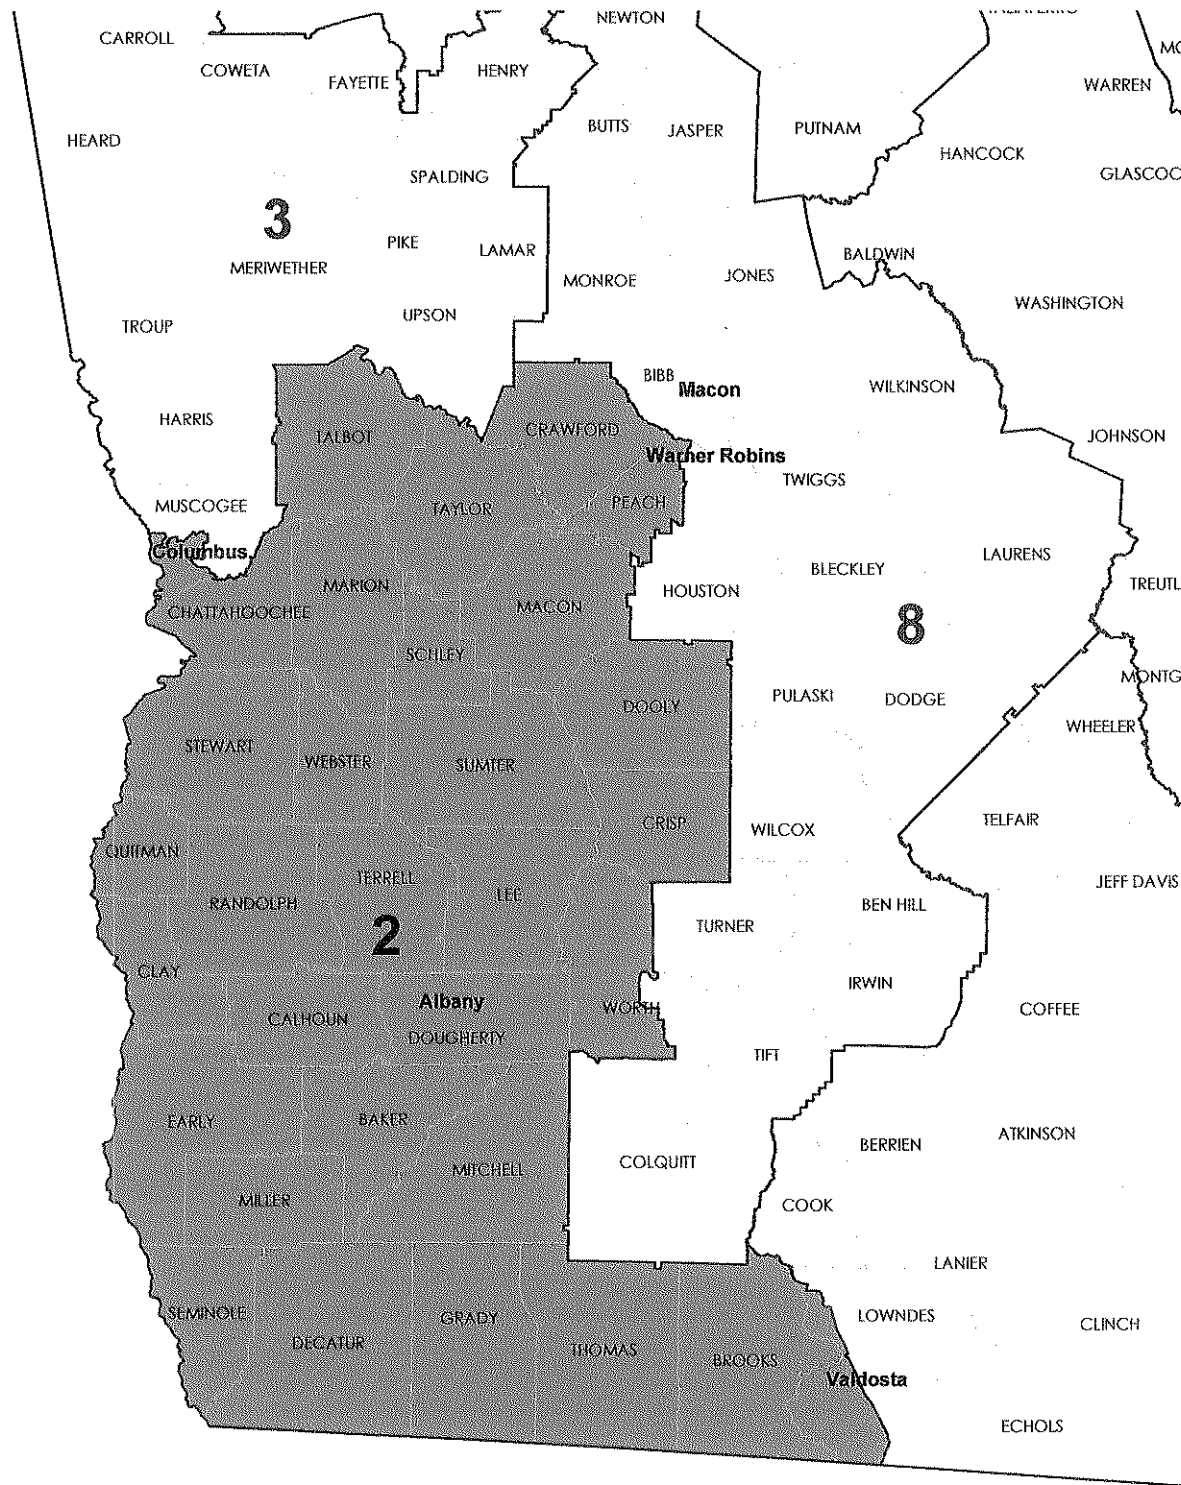 NEWTON
CARROLL
COWETA
FAYETTE
HENRY
WARREN
HEARD
BUTTS
JASPER
PUTNAM
HANCOCK
SPALDING
GLASCOC
3
PIKE
LAMAR
MERIWETHER
MONROE
JONES
BALDWIN
WASHINGTON
TROUP
UPSON
BIBB
Macon
WILKINSON
HARRIS
TALBOT
CRAWFORD
JOHNSON
Warner Robins
TWIGGS
MUSCOGEE
TAYLOR
PEACH
Columbus
LAURENS
BLECKLEY
MARION
HOUSTON
TREUTL
CHATTAHOOCHEE
MACON
8
SCHLEY
MONTG
PULASKI
DODGE
DOOLY
WHEELER
STEWART
WEBSTER
SUMTER
CRISP
WILCOX
TELFAIR
QUITMAN
TERRELL
LEE
JEFF DAVIS
RANDOLPH
BEN HILL
2
TURNER
CLAY
IRWIN
Albany
WORTH
COFFEE
CALHOUN
DOUGHERTY
TIFT
EARLY
BAKER
ATKINSON
BERRIEN
COLQUITT
MITCHELL
MILLER
COOK
LANIER
SEMINOLE
GRADY
LOWNDES
CLINCH
DECATUR
THOMAS
BROOKS
Valdosta
ECHOLS